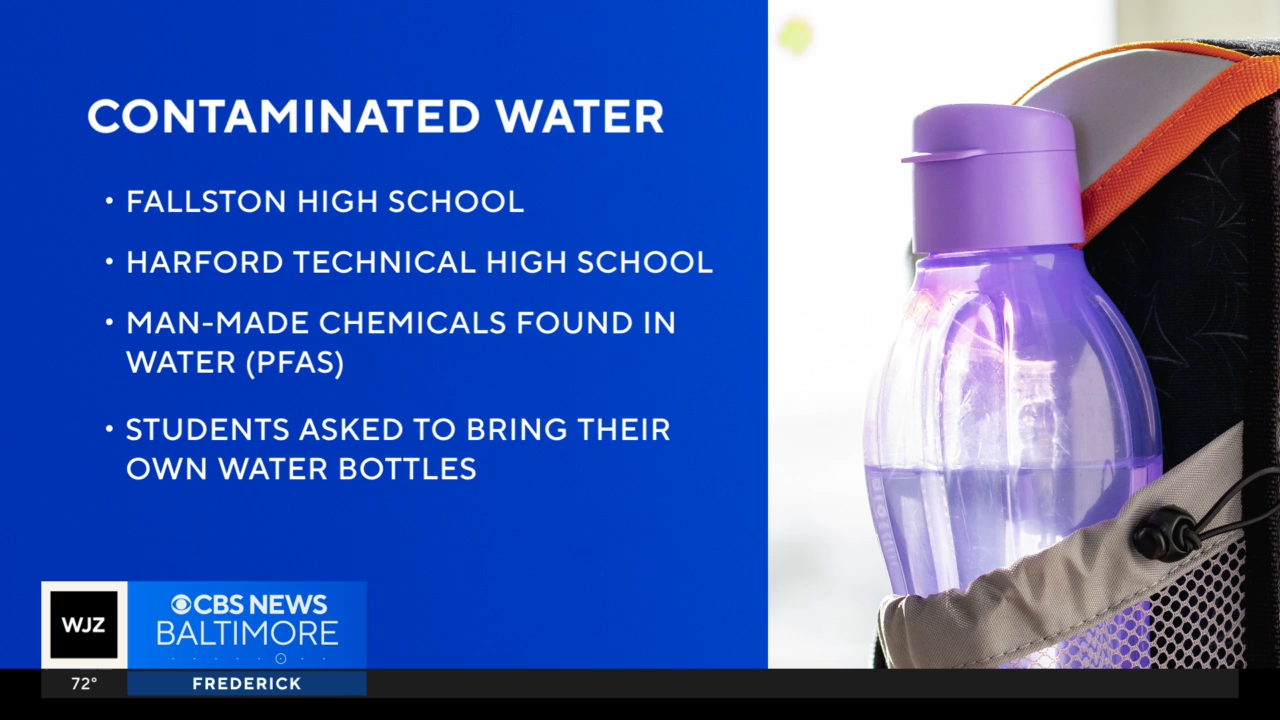 CONTAMINATED WATER
• FALLSTON HIGH SCHOOL
• HARFORD TECHNICAL HIGH SCHOOL
• MAN-MADE CHEMICALS FOUND IN
WATER (PFAS)
• STUDENTS ASKED TO BRING THEIR
OWN WATER BOTTLES
WJZ
CBS NEWS
BALTIMORE
72°
FREDERICK